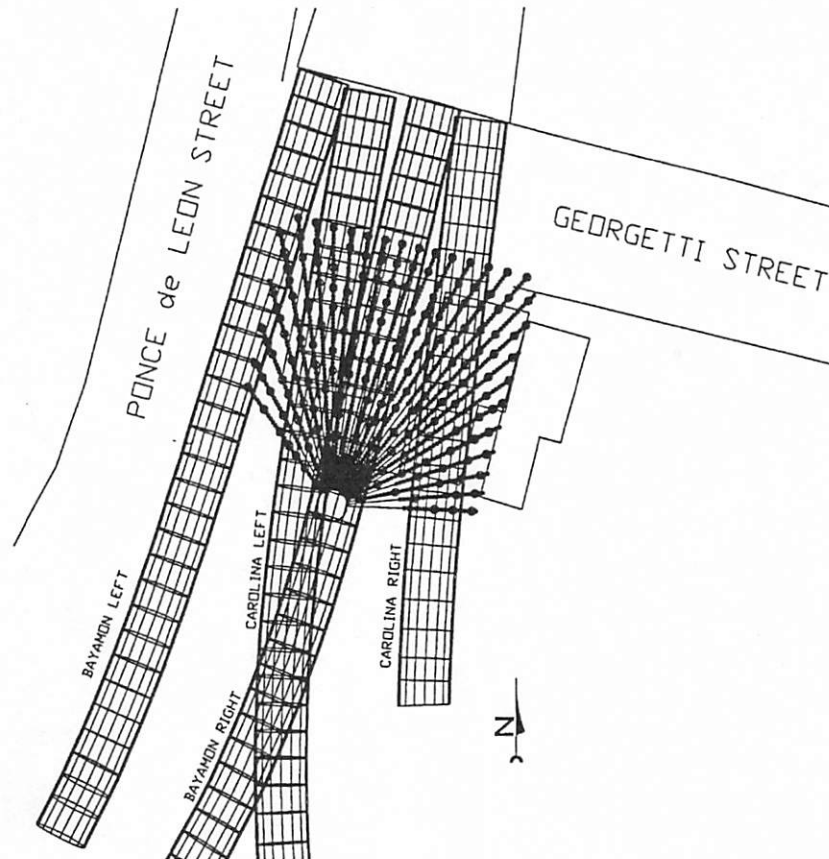 PONCE de LEON STREET
GEORGETTI STREET
BAYAMON LEFT
CAROLINA LEFT
CAROLINA RIGHT
BAYAMON RIGHT
N